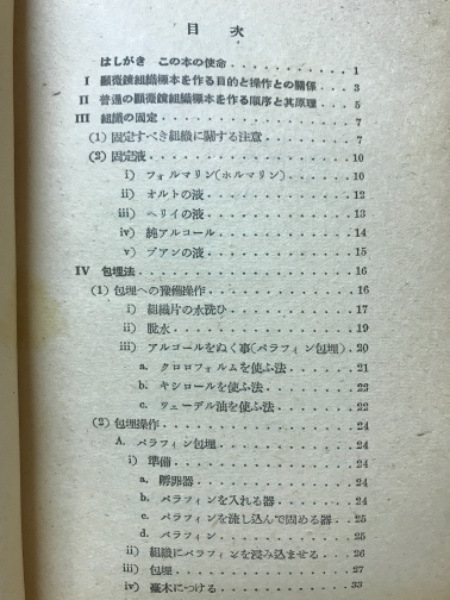 目次
はしがき この本の使命 1
I 顯微鏡組織標本を作る目的と操作との關係 3
II 普通の顯微鏡組織標本を作る順序と其原理 5
III 組織の固定 7
(1) 固定すべき組織に關する注意 7
(2) 固定液 10
i) フォルマリン(ホルマリン) 10
ii) オルトの液 12
iii) ヘリイの液 13
iv) 純アルコール 14
v) ブアンの液 15
IV 包埋法 16
(1) 包埋への豫備操作 16
i) 組織片の水洗ひ 17
ii) 脫水 19
iii) アルコールをぬく事(パラフィン包埋) 20
a. クロロフォルムを使ふ法 21
b. キシロールを使ふ法 22
c. ツェーデル油を使ふ法 22
(2) 包埋操作 24
A. パラフィン包埋 24
i) 準備 24
a. 孵卵器 24
b. パラフィンを入れる器 24
c. パラフィンを流し込んで固める器 25
d. パラフィン 25
ii) 組織にパラフィンを浸み込ませる 26
iii) 包埋 27
iv) 臺木につける 33